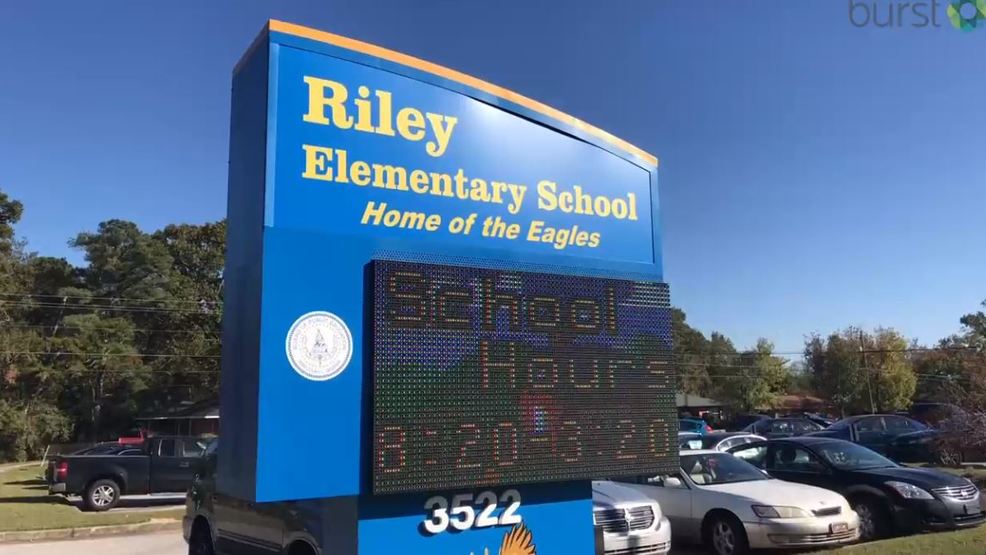 burst
Riley
Elementary School
Home of the Eagles
School
Hours
8:20-3:20
3522